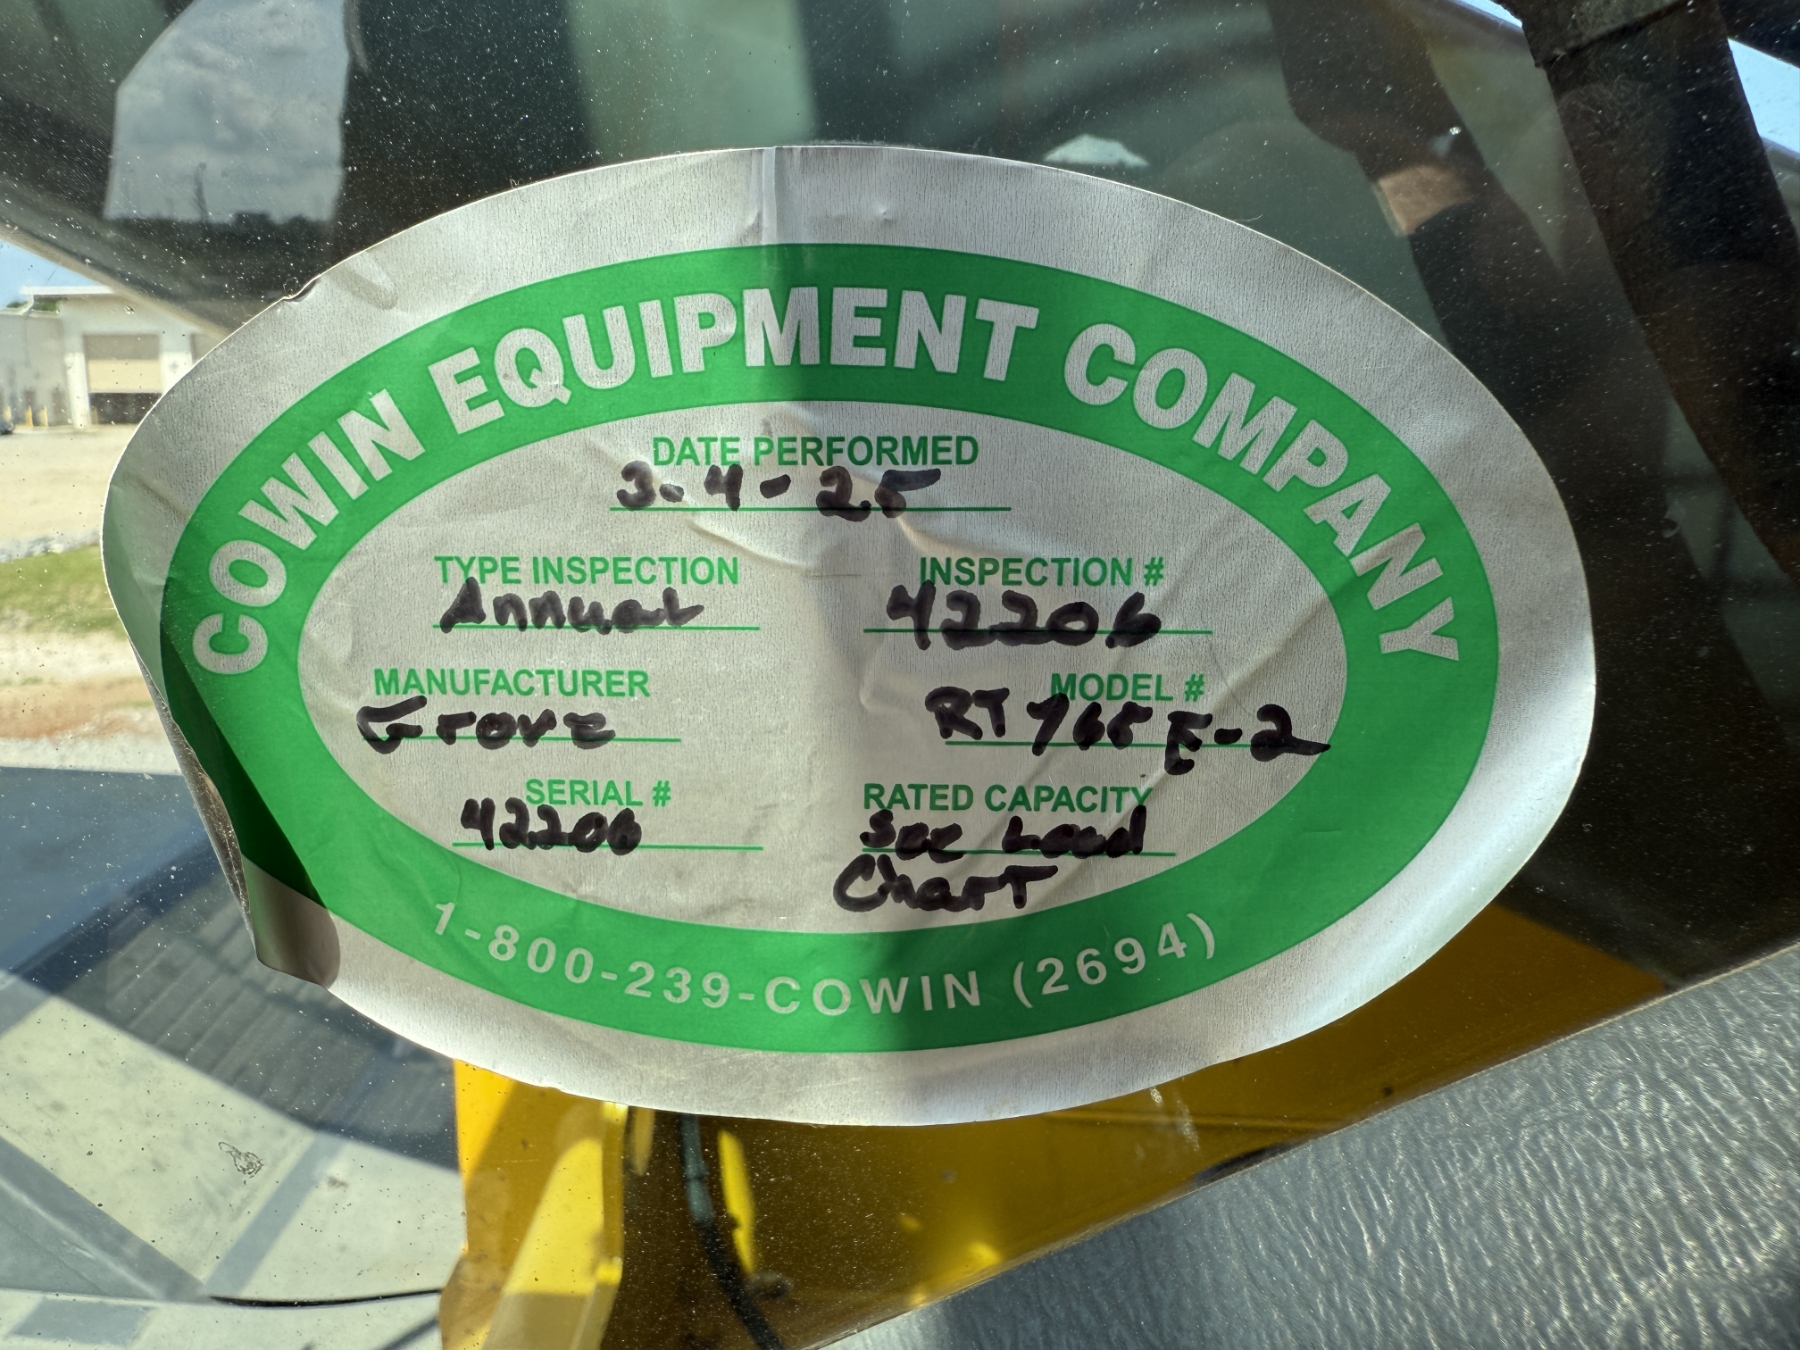 COWIN EQUIPMENT COMPANY
DATE PERFORMED
3-4-25
TYPE INSPECTION
Annual
INSPECTION #
42206
MANUFACTURER
Grove
MODEL #
RT765E-2
SERIAL #
42206
RATED CAPACITY
See Load
Chart
1-800-239-COWIN (2694)